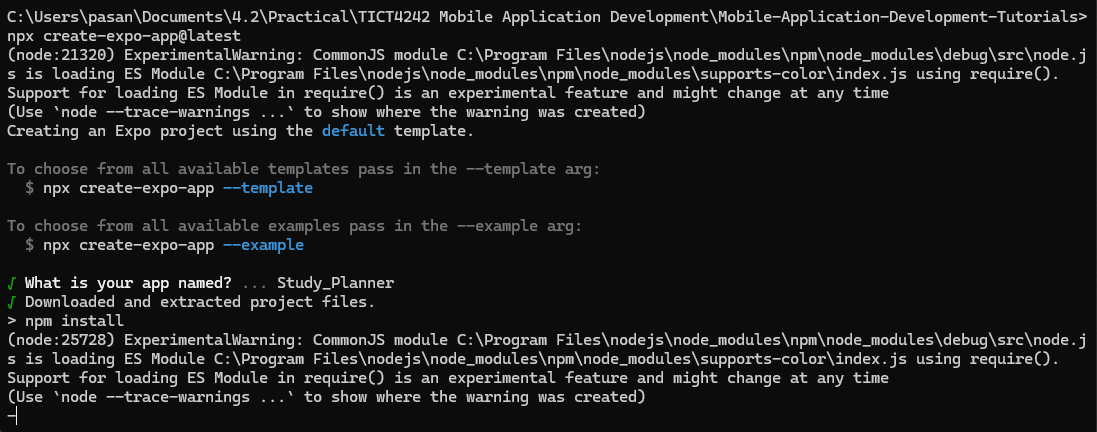 C:\Users\pasan\Documents\4.2\Practical\TICT4242 Mobile Application Development\Mobile-Application-Development-Tutorials>
npx create-expo-app@latest
(node:21320) ExperimentalWarning: CommonJS module C:\Program Files\nodejs\node_modules\npm\node_modules\debug\src\node.j
s is loading ES Module C:\Program Files\nodejs\node_modules\npm\node_modules\supports-color\index.js using require().
Support for loading ES Module in require() is an experimental feature and might change at any time
(Use `node --trace-warnings ...` to show where the warning was created)
Creating an Expo project using the default template.
To choose from all available templates pass in the --template arg:
$ npx create-expo-app --template
To choose from all available examples pass in the --example arg:
$ npx create-expo-app --example
√ What is your app named? ... Study_Planner
√ Downloaded and extracted project files.
> npm install
(node:25728) ExperimentalWarning: CommonJS module C:\Program Files\nodejs\node_modules\npm\node_modules\debug\src\node.j
s is loading ES Module C:\Program Files\nodejs\node_modules\npm\node_modules\supports-color\index.js using require().
Support for loading ES Module in require() is an experimental feature and might change at any time
(Use `node --trace-warnings ...` to show where the warning was created)
-